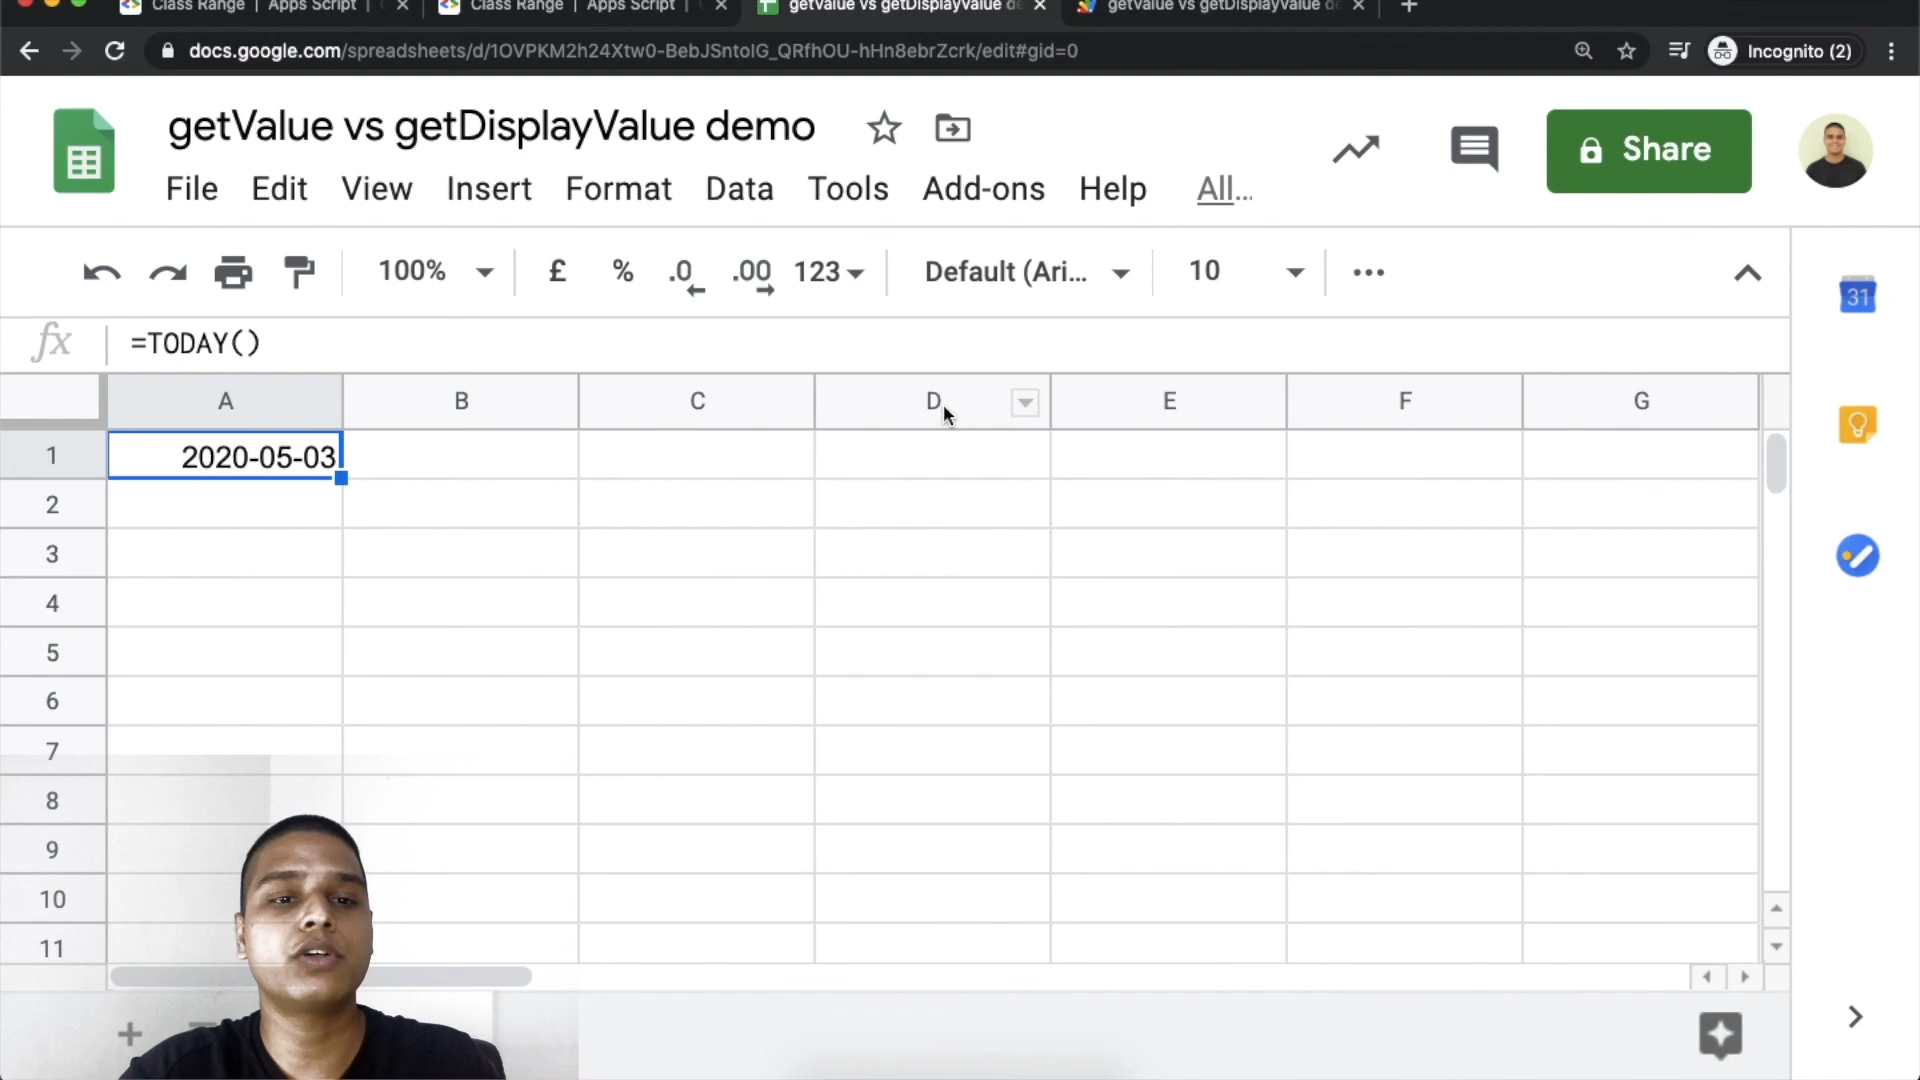 Class Range | Apps Script | Class Range | Apps Script | getValue vs getDisplayValue de getValue vs getDisplayValue de
docs.google.com/spreadsheets/d/1OVPKM2h24Xtw0-BebJSntoIG_QRfhOU-hHn8ebrZcrk/edit#gid=0 Incognito (2)
getValue vs getDisplayValue demo
Share
File Edit View Insert Format Data Tools Add-ons Help All...
100% £ % .0 .00 123 Default (Ari... 10
31
fx =TODAY()
A B C D E F G
1 2020-05-03
2
3
4
5
6
7
8
9
10
11